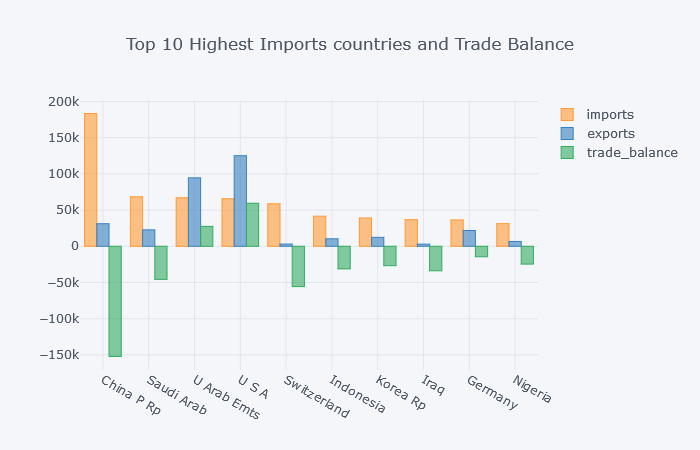 Top 10 Highest Imports countries and Trade Balance
200k
150k
100k
50k
0
−50k
−100k
−150k
China P Rp
Saudi Arab
U Arab Emts
U S A
Switzerland
Indonesia
Korea Rp
Iraq
Germany
Nigeria
imports
exports
trade_balance